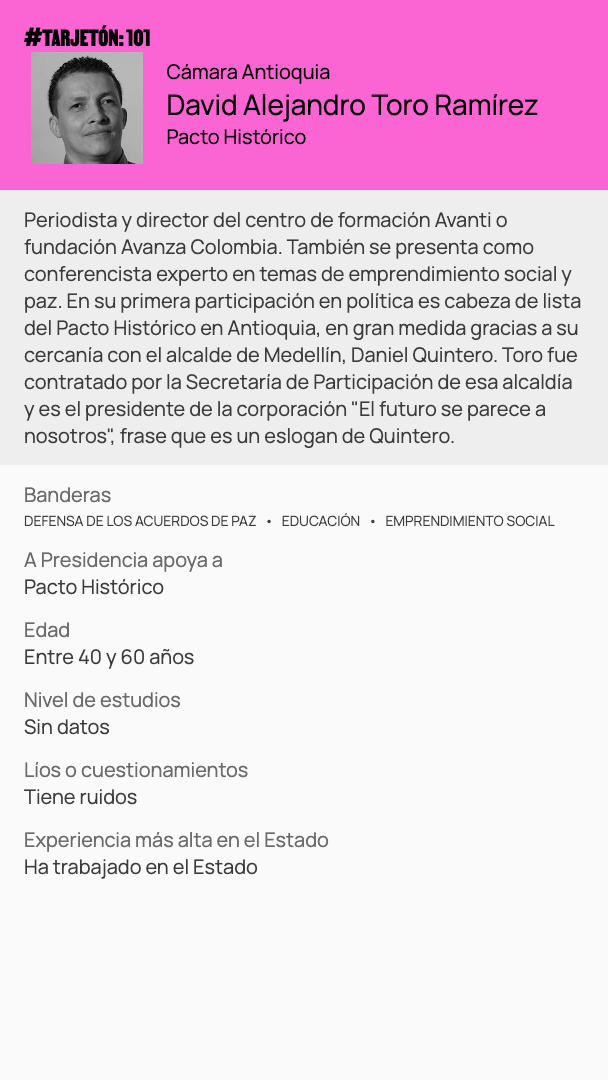 #TARJETÓN: 101
Cámara Antioquia
David Alejandro Toro Ramírez
Pacto Histórico
Periodista y director del centro de formación Avanti o
fundación Avanza Colombia. También se presenta como
conferencista experto en temas de emprendimiento social y
paz. En su primera participación en política es cabeza de lista
del Pacto Histórico en Antioquia, en gran medida gracias a su
cercanía con el alcalde de Medellín, Daniel Quintero. Toro fue
contratado por la Secretaría de Participación de esa alcaldía
y es el presidente de la corporación "El futuro se parece a
nosotros", frase que es un eslogan de Quintero.
Banderas
DEFENSA DE LOS ACUERDOS DE PAZ • EDUCACIÓN • EMPRENDIMIENTO SOCIAL
A Presidencia apoya a
Pacto Histórico
Edad
Entre 40 y 60 años
Nivel de estudios
Sin datos
Líos o cuestionamientos
Tiene ruidos
Experiencia más alta en el Estado
Ha trabajado en el Estado